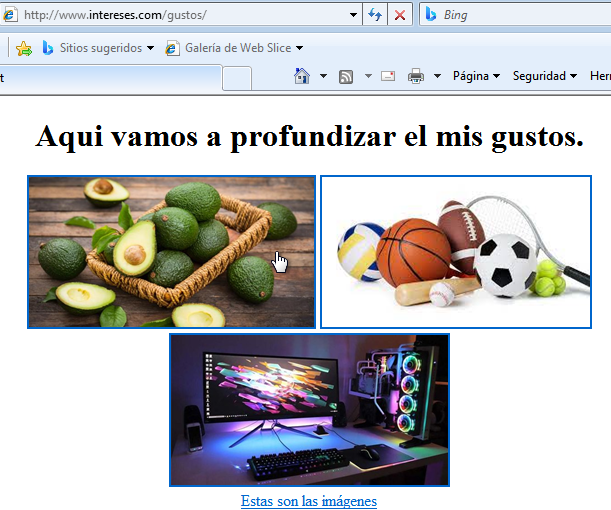 http://www.intereses.com/gustos/
Bing
Sitios sugeridos
Galería de Web Slice
t
Página
Seguridad
Herr
Aqui vamos a profundizar el mis gustos.
Estas son las imágenes